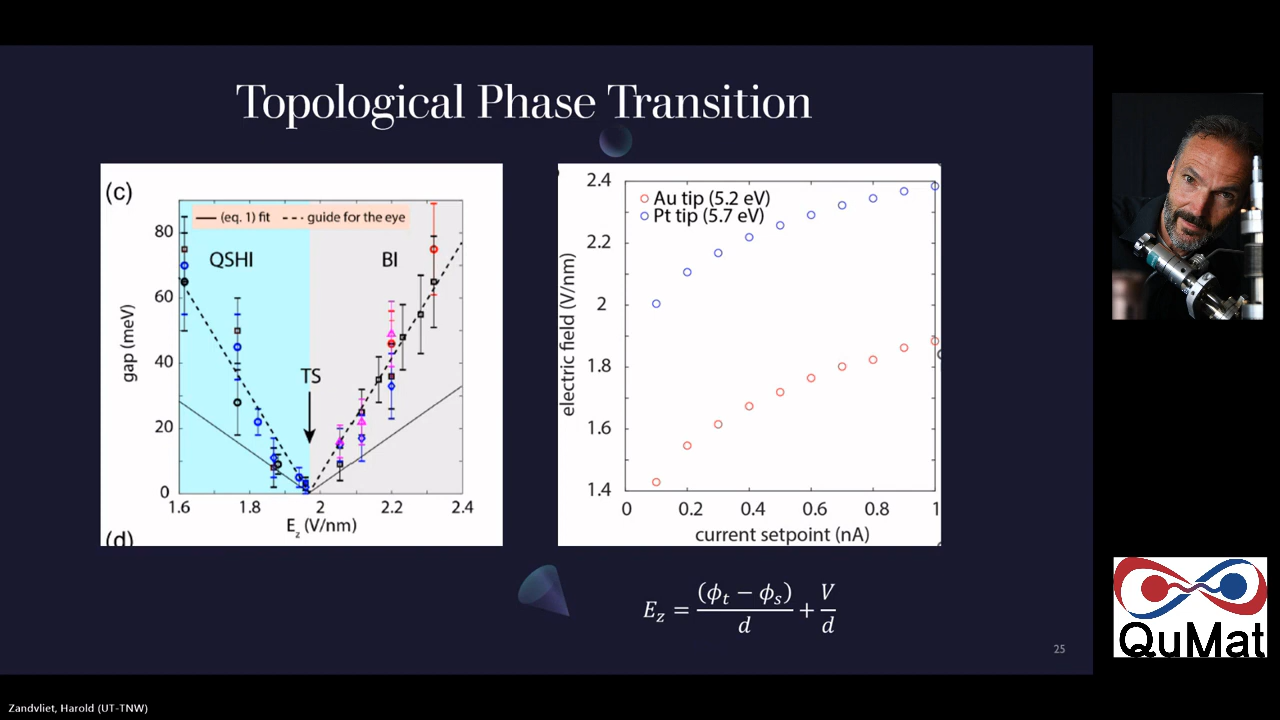 Topological Phase Transition
(c)
(eq. 1) fit
guide for the eye
QSHI
BI
TS
gap (meV)
80
60
40
20
0
1.6
1.8
2
2.2
2.4
E_z (V/nm)
(d)
Au tip (5.2 eV)
Pt tip (5.7 eV)
electric field (V/nm)
2.4
2.2
2
1.8
1.6
1.4
0
0.2
0.4
0.6
0.8
1
current setpoint (nA)
E_z = (ϕ_t − ϕ_s)/d + V/d
25
QuMat
Zandvliet, Harold (UT-TNW)